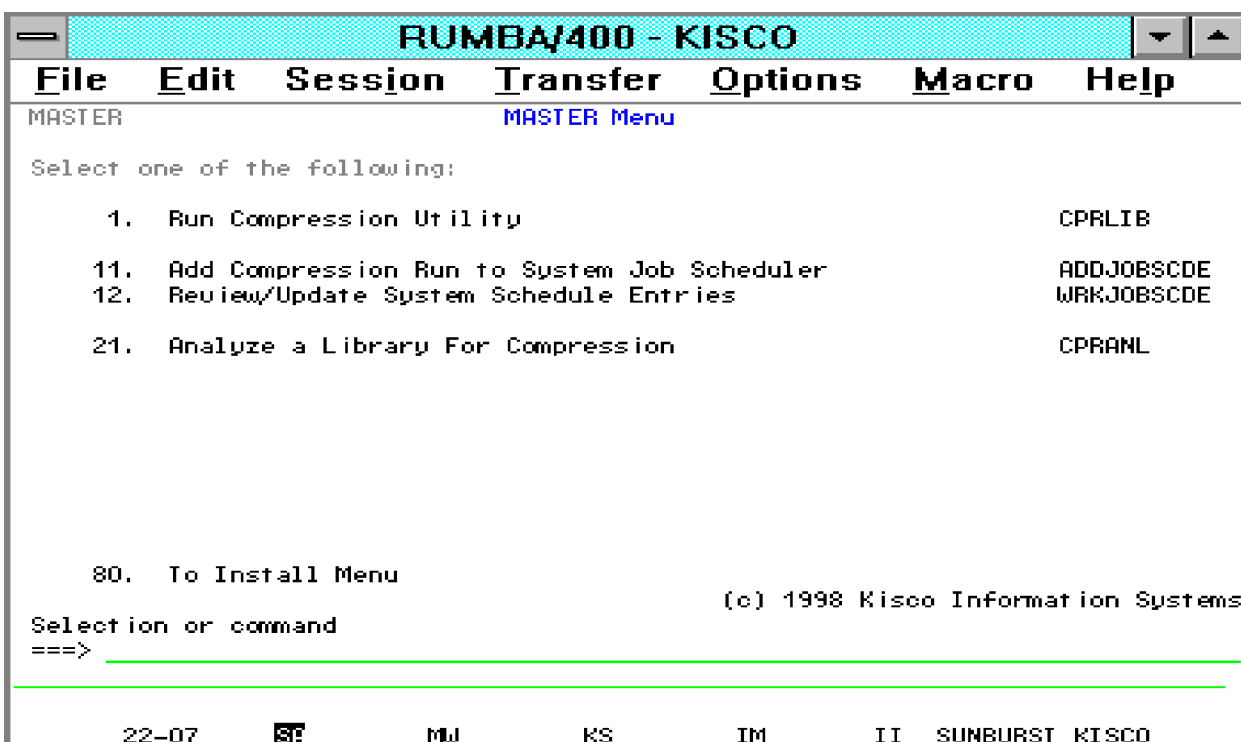 RUMBA/400 - KISCO
File Edit Session Transfer Options Macro Help
MASTER MASTER Menu
Select one of the following:
1. Run Compression Utility CPRLIB
11. Add Compression Run to System Job Scheduler ADDJOBSCDE
12. Review/Update System Schedule Entries WRKJOBSCDE
21. Analyze a Library For Compression CPRANL
80. To Install Menu
(c) 1998 Kisco Information Systems
Selection or command
===>
22-07 MW KS IM II SUNBURST KISCO